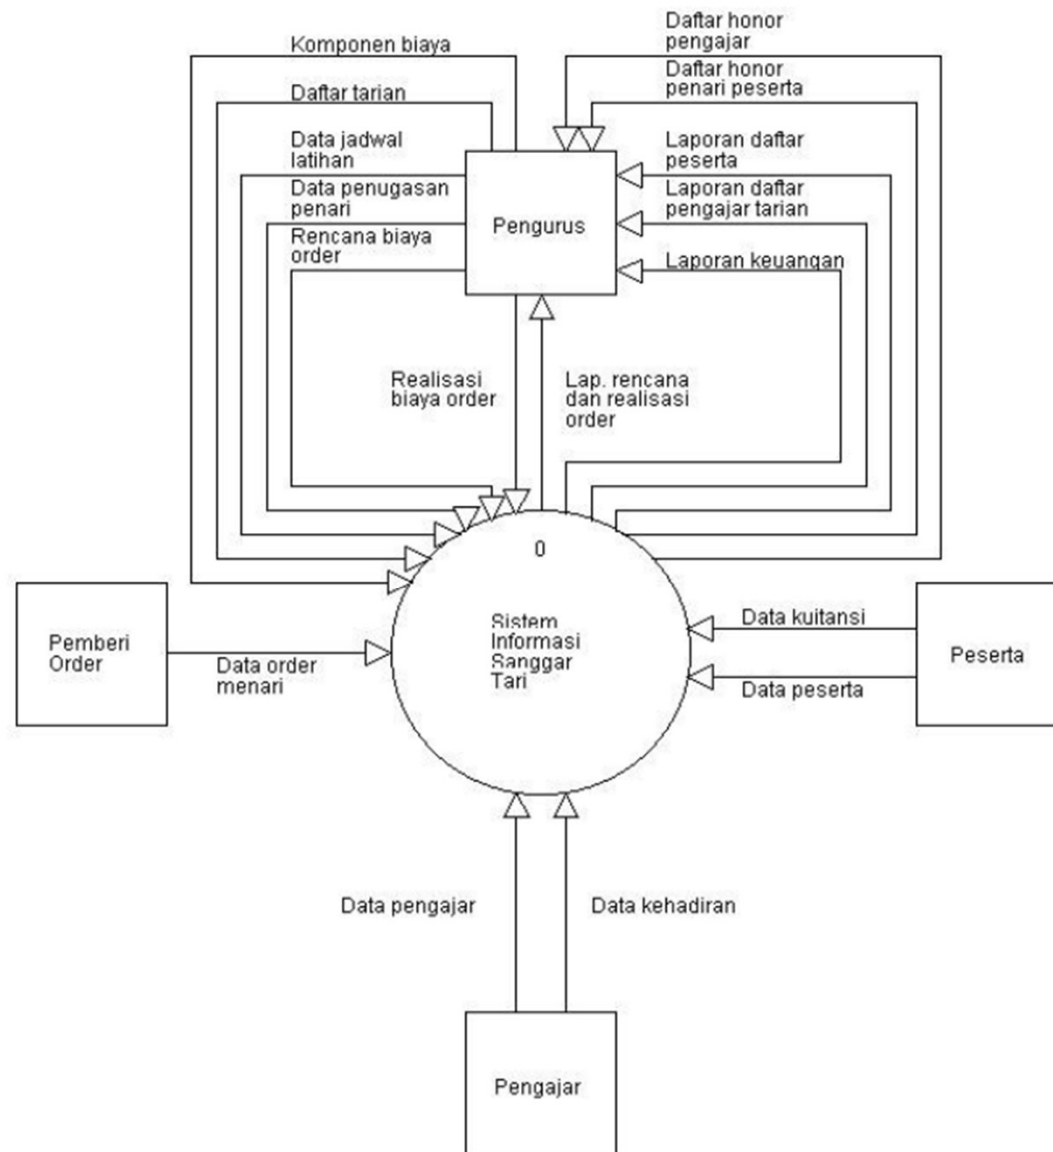 Komponen biaya
Daftar tarian
Data jadwal
latihan
Data penugasan
penari
Rencana biaya
order
Daftar honor
pengajar
Daftar honor
penari peserta
Laporan daftar
peserta
Laporan daftar
pengajar tarian
Laporan keuangan
Pengurus
Realisasi
biaya order
Lap. rencana
dan realisasi
order
0
Sistem
Informasi
Sanggar
Tari
Pemberi
Order
Data order
menari
Data kuitansi
Data peserta
Peserta
Data pengajar
Data kehadiran
Pengajar